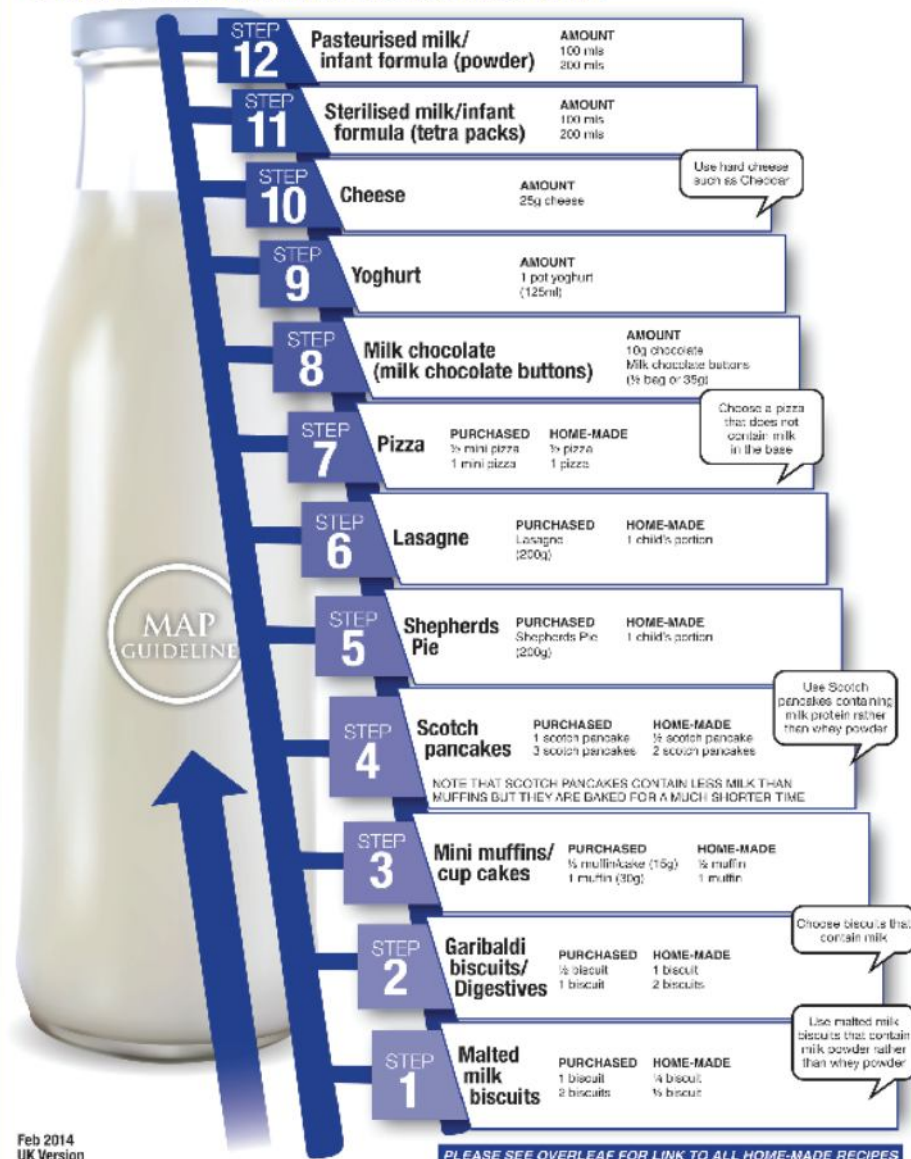 STEP 12
Pasteurised milk/
infant formula (powder)
AMOUNT
100 mls
200 mls
STEP 11
Sterilised milk/infant
formula (tetra packs)
AMOUNT
100 mls
200 mls
STEP 10
Cheese
AMOUNT
25g cheese
Use hard cheese
such as Cheddar
STEP 9
Yoghurt
AMOUNT
1 pot yoghurt
(125ml)
STEP 8
Milk chocolate
(milk chocolate buttons)
AMOUNT
10g chocolate
Milk chocolate buttons
(½ bag or 35g)
STEP 7
Pizza
PURCHASED
½ mini pizza
1 mini pizza
HOME-MADE
½ pizza
1 pizza
Choose a pizza
that does not
contain milk
in the base
STEP 6
Lasagne
PURCHASED
Lasagne
(200g)
HOME-MADE
1 child's portion
STEP 5
Shepherds
Pie
PURCHASED
Shepherds Pie
(200g)
HOME-MADE
1 child's portion
MAP
GUIDELINE
STEP 4
Scotch
pancakes
PURCHASED
1 scotch pancake
3 scotch pancakes
HOME-MADE
½ scotch pancake
2 scotch pancakes
Use Scotch
pancakes containing
milk protein rather
than whey powder
NOTE THAT SCOTCH PANCAKES CONTAIN LESS MILK THAN
MUFFINS BUT THEY ARE BAKED FOR A MUCH SHORTER TIME
STEP 3
Mini muffins/
cup cakes
PURCHASED
½ muffin/cake (15g)
1 muffin (30g)
HOME-MADE
½ muffin
1 muffin
STEP 2
Garibaldi
biscuits/
Digestives
PURCHASED
½ biscuit
1 biscuit
HOME-MADE
1 biscuit
2 biscuits
Choose biscuits that
contain milk
STEP 1
Malted
milk
biscuits
PURCHASED
1 biscuit
2 biscuits
HOME-MADE
¼ biscuit
biscuit
Use malted milk
biscuits that contain
milk powder rather
than whey powder
Feb 2014
UK Version
PLEASE SEE OVERLEAF FOR LINK TO ALL HOME-MADE RECIPES